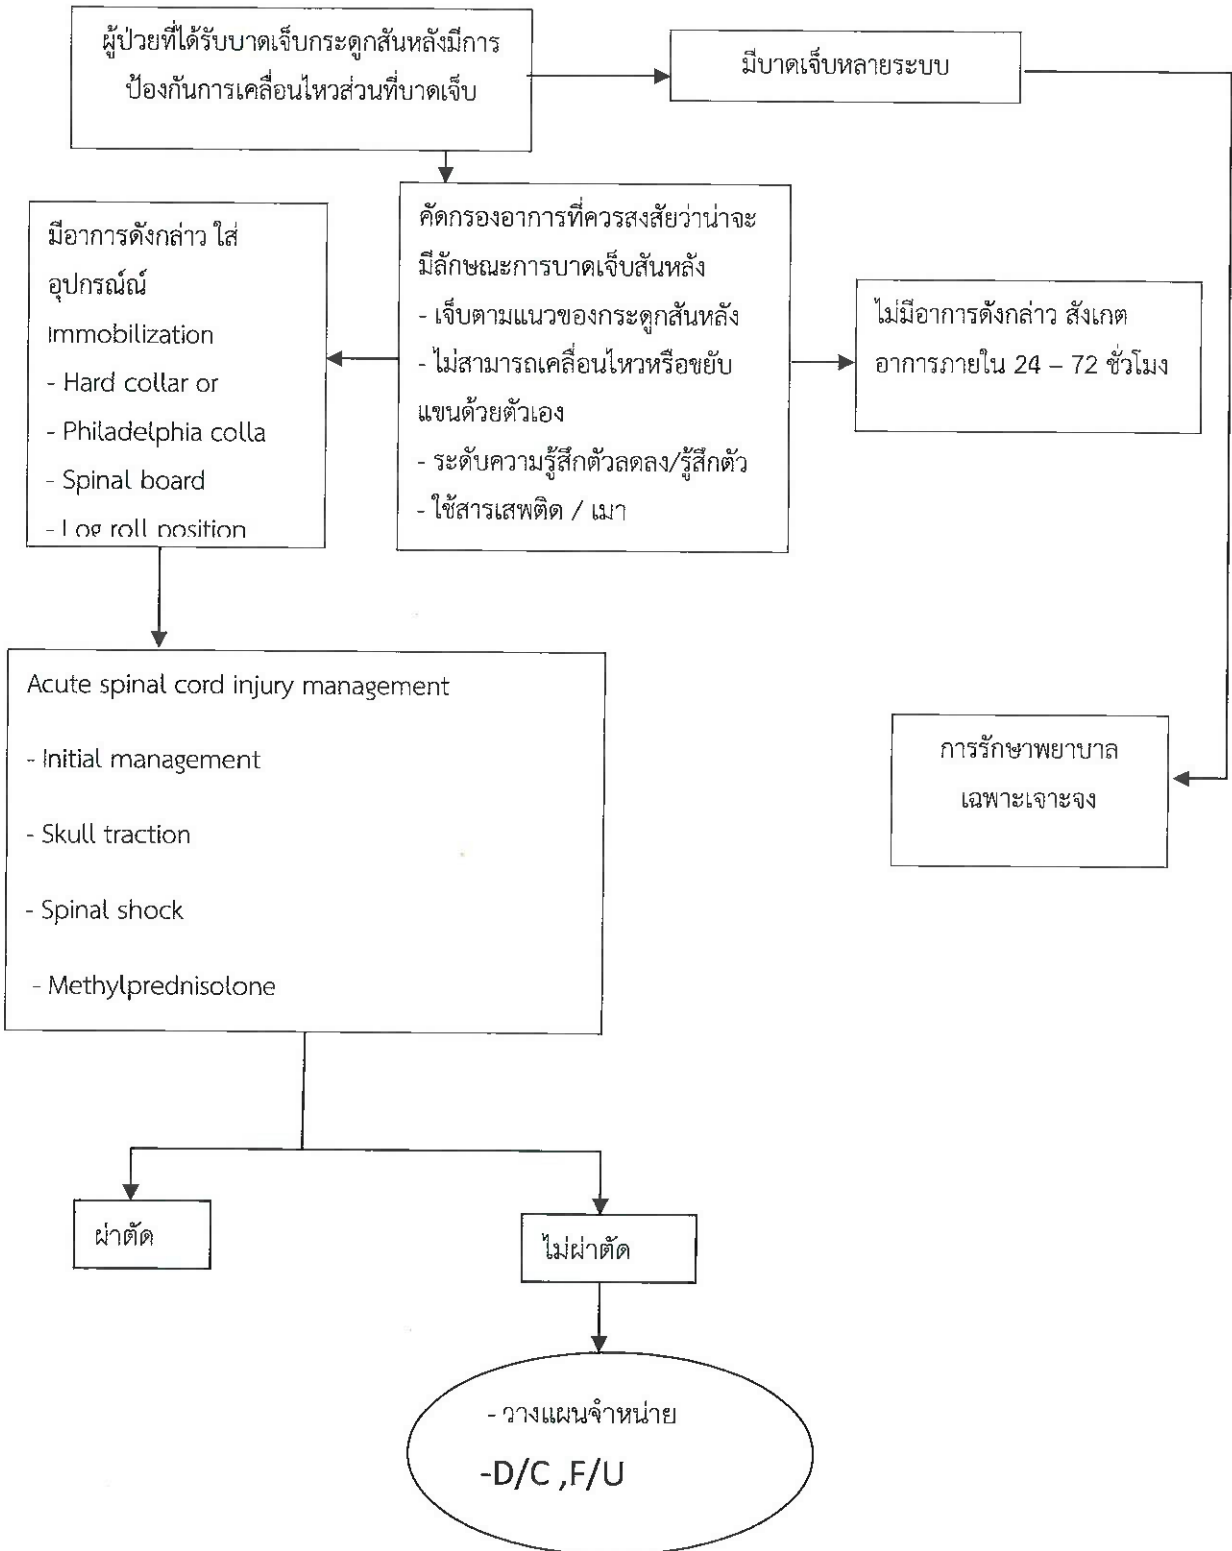 ผู้ป่วยที่ได้รับบาดเจ็บกระดูกสันหลังมีการ
ป้องกันการเคลื่อนไหวส่วนที่บาดเจ็บ
มีบาดเจ็บหลายระบบ
มีอาการดังกล่าว ใส่
อุปกรณ์ณ์
Immobilization
- Hard collar or
- Philadelphia colla
- Spinal board
- Log roll position
คัดกรองอาการที่ควรสงสัยว่าน่าจะ
มีลักษณะการบาดเจ็บสันหลัง
- เจ็บตามแนวของกระดูกสันหลัง
- ไม่สามารถเคลื่อนไหวหรือขยับ
แขนด้วยตัวเอง
- ระดับความรู้สึกตัวลดลง/รู้สึกตัว
- ใช้สารเสพติด / เมา
ไม่มีอาการดังกล่าว สังเกต
อาการภายใน 24 – 72 ชั่วโมง
Acute spinal cord injury management
- Initial management
- Skull traction
- Spinal shock
- Methylprednisolone
การรักษาพยาบาล
เฉพาะเจาะจง
ผ่าตัด
ไม่ผ่าตัด
- วางแผนจำหน่าย
-D/C ,F/U